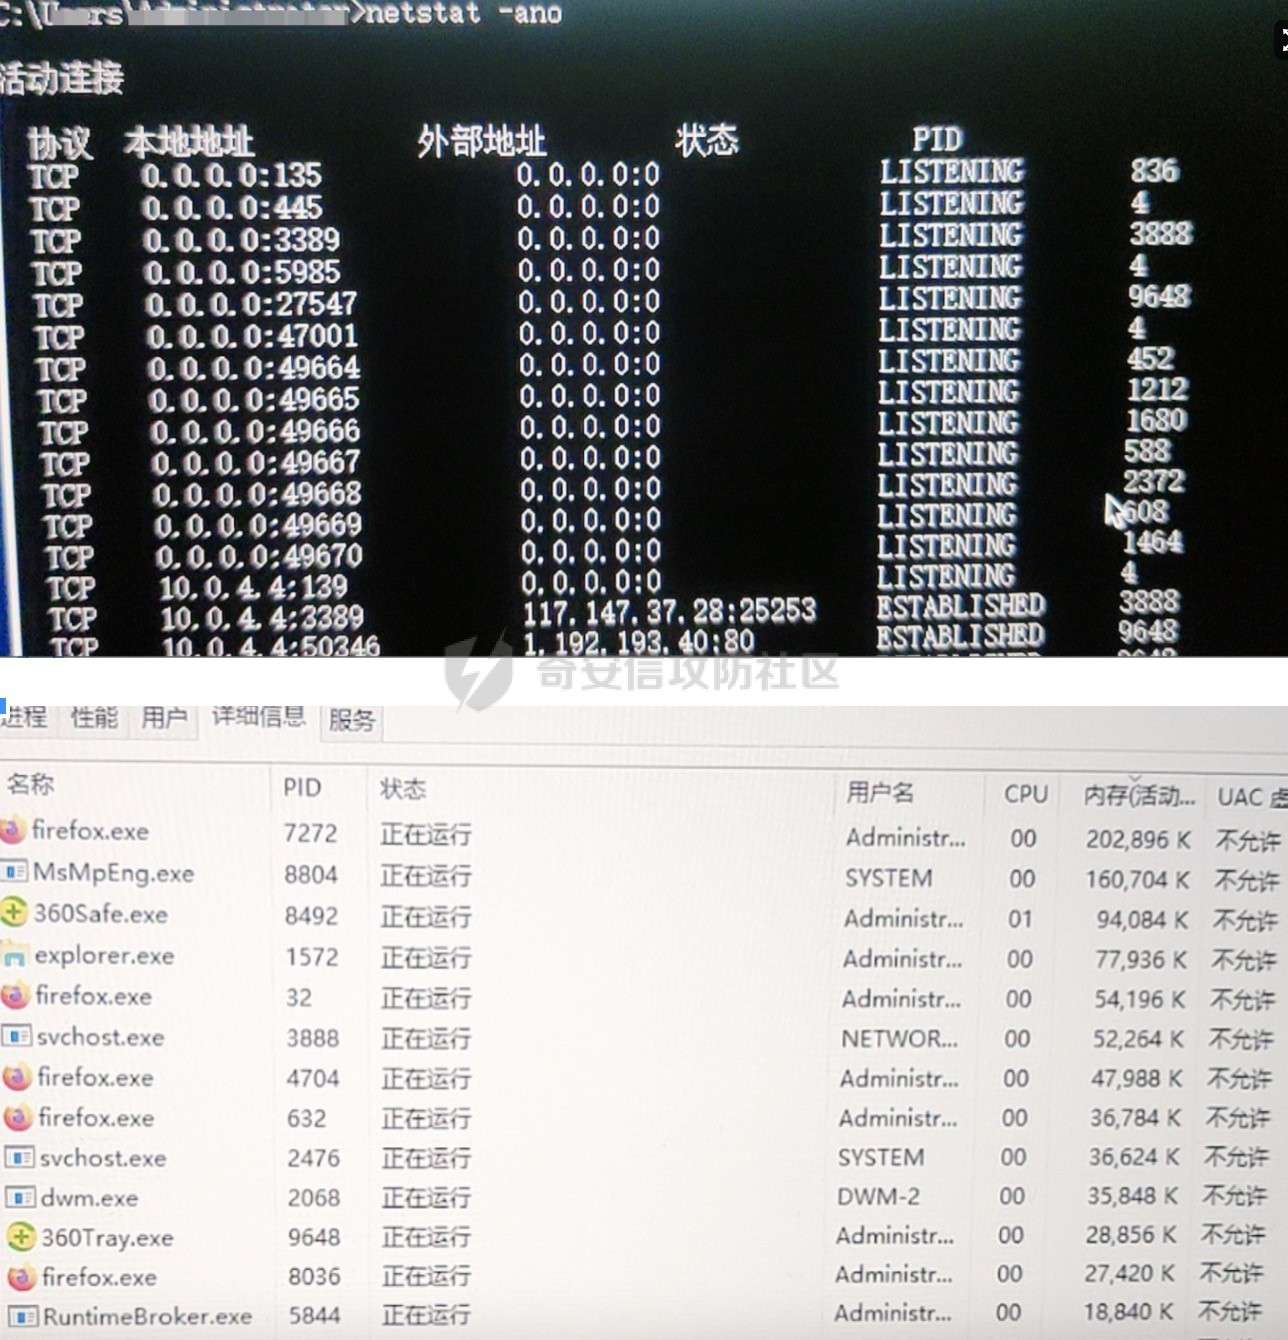 C:\Users\Administrator>netstat -ano
活动连接
协议 本地地址 外部地址 状态 PID
TCP 0.0.0.0:135 0.0.0.0:0 LISTENING 836
TCP 0.0.0.0:445 0.0.0.0:0 LISTENING 4
TCP 0.0.0.0:3389 0.0.0.0:0 LISTENING 3888
TCP 0.0.0.0:5985 0.0.0.0:0 LISTENING 4
TCP 0.0.0.0:27547 0.0.0.0:0 LISTENING 9648
TCP 0.0.0.0:47001 0.0.0.0:0 LISTENING 4
TCP 0.0.0.0:49664 0.0.0.0:0 LISTENING 452
TCP 0.0.0.0:49665 0.0.0.0:0 LISTENING 1212
TCP 0.0.0.0:49666 0.0.0.0:0 LISTENING 1680
TCP 0.0.0.0:49667 0.0.0.0:0 LISTENING 588
TCP 0.0.0.0:49668 0.0.0.0:0 LISTENING 2372
TCP 0.0.0.0:49669 0.0.0.0:0 LISTENING 608
TCP 0.0.0.0:49670 0.0.0.0:0 LISTENING 1464
TCP 10.0.4.4:139 0.0.0.0:0 LISTENING 4
TCP 10.0.4.4:3389 117.147.37.28:25253 ESTABLISHED 3888
TCP 10.0.4.4:50346 1.192.193.40:80 ESTABLISHED 9648
奇安信攻防社区
进程 性能 用户 详细信息 服务
名称 PID 状态 用户名 CPU 内存(活动... UAC 虚
firefox.exe 7272 正在运行 Administr... 00 202,896 K 不允许
MsMpEng.exe 8804 正在运行 SYSTEM 00 160,704 K 不允许
360Safe.exe 8492 正在运行 Administr... 01 94,084 K 不允许
explorer.exe 1572 正在运行 Administr... 00 77,936 K 不允许
firefox.exe 32 正在运行 Administr... 00 54,196 K 不允许
svchost.exe 3888 正在运行 NETWOR... 00 52,264 K 不允许
firefox.exe 4704 正在运行 Administr... 00 47,988 K 不允许
firefox.exe 632 正在运行 Administr... 00 36,784 K 不允许
svchost.exe 2476 正在运行 SYSTEM 00 36,624 K 不允许
dwm.exe 2068 正在运行 DWM-2 00 35,848 K 不允许
360Tray.exe 9648 正在运行 Administr... 00 28,856 K 不允许
firefox.exe 8036 正在运行 Administr... 00 27,420 K 不允许
RuntimeBroker.exe 5844 正在运行 Administr... 00 18,840 K 不允许